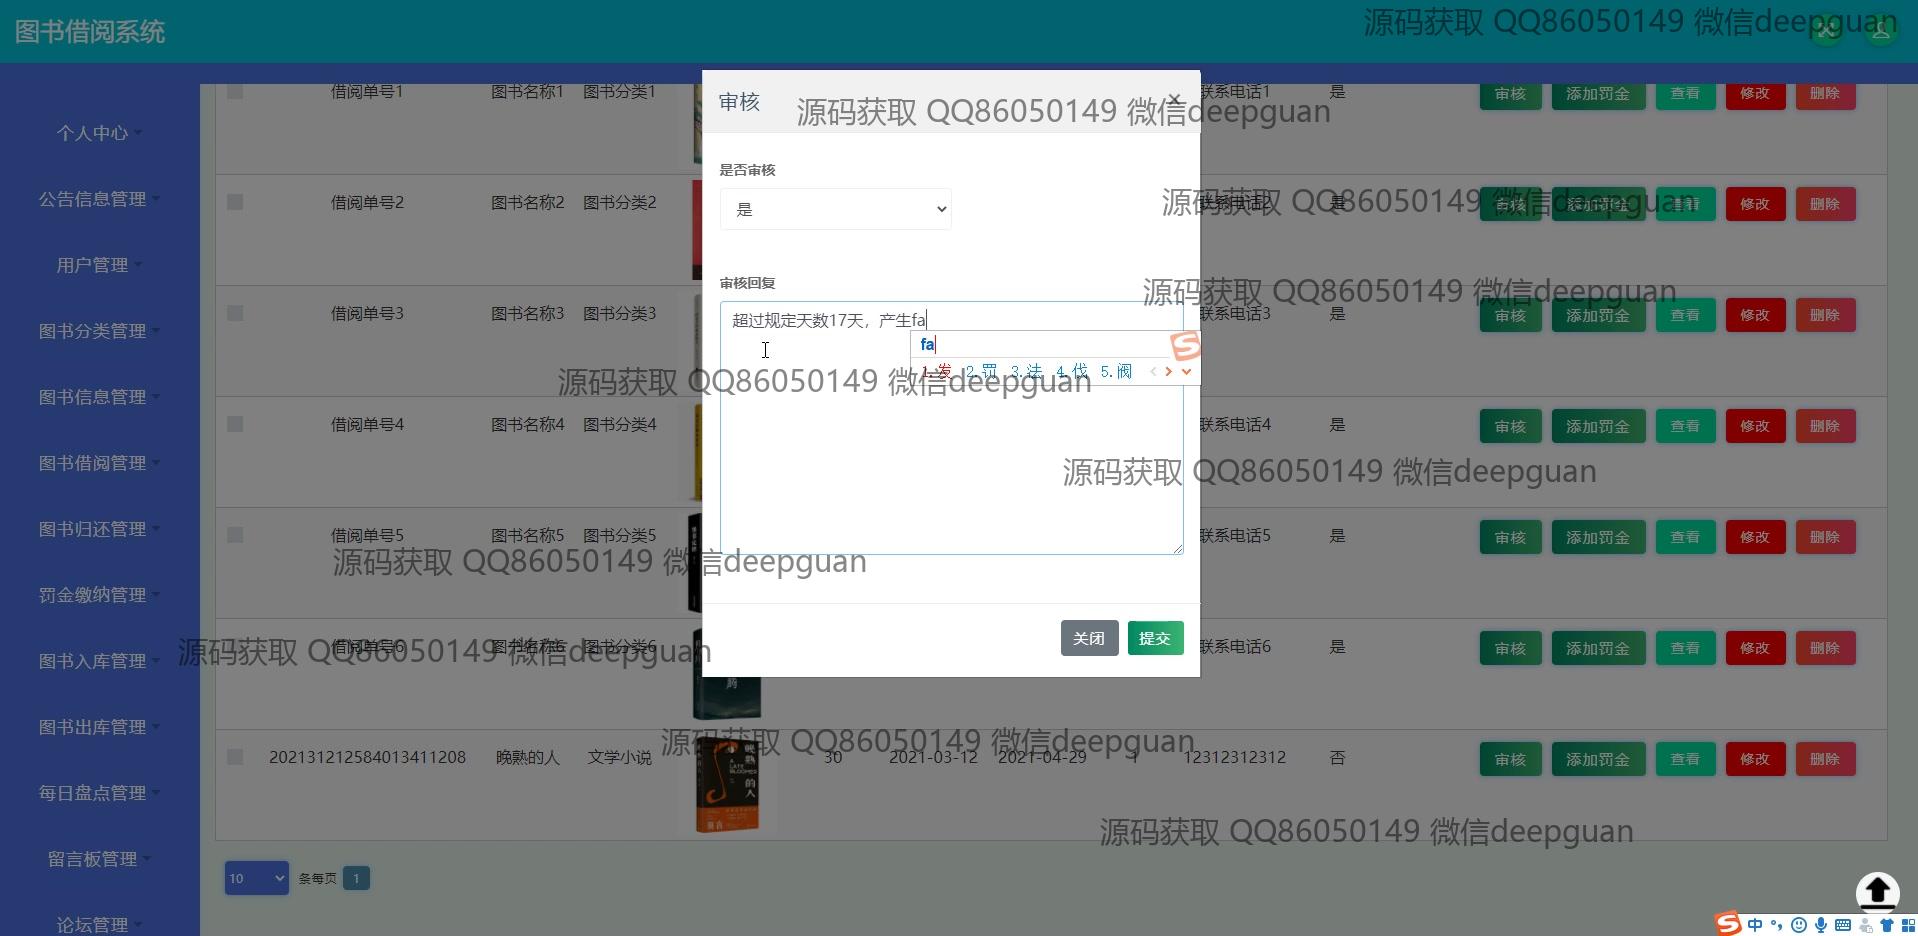 图书借阅系统
源码获取 QQ86050149 微信deepguan
个人中心
公告信息管理
用户管理
图书分类管理
图书信息管理
图书借阅管理
图书归还管理
罚金缴纳管理
图书入库管理
图书出库管理
每日盘点管理
留言板管理
论坛管理
借阅单号1 图书名称1 图书分类1 联系电话1 是 审核 添加罚金 查看 修改 删除
借阅单号2 图书名称2 图书分类2 联系电话2 是 审核 添加罚金 查看 修改 删除
源码获取 QQ86050149 微信deepguan
源码获取 QQ86050149 微信deepguan
借阅单号3 图书名称3 图书分类3 联系电话3 是 审核 添加罚金 查看 修改 删除
借阅单号4 图书名称4 图书分类4 联系电话4 是 审核 添加罚金 查看 修改 删除
源码获取 QQ86050149 微信deepguan
借阅单号5 图书名称5 图书分类5 联系电话5 是 审核 添加罚金 查看 修改 删除
源码获取 QQ86050149 微信deepguan
借阅单号6 图书名称6 图书分类6 联系电话6 是 审核 添加罚金 查看 修改 删除
源码获取 QQ86050149 微信deepguan
202131212584013411208 晚熟的人 文学小说 30 2021-03-12 2021-04-29 1 12312312312 否 审核 添加罚金 查看 修改 删除
源码获取 QQ86050149 微信deepguan
晚熟的人
A LATE BLOOMER
莫言
源码获取 QQ86050149 微信deepguan
10 条每页 1
审核 ×
源码获取 QQ86050149 微信deepguan
是否审核
是
审核回复
超过规定天数17天，产生fa
fa
1.发 2.罚 3.法 4.伐 5.阀
源码获取 QQ86050149 微信deepguan
关闭 提交
中